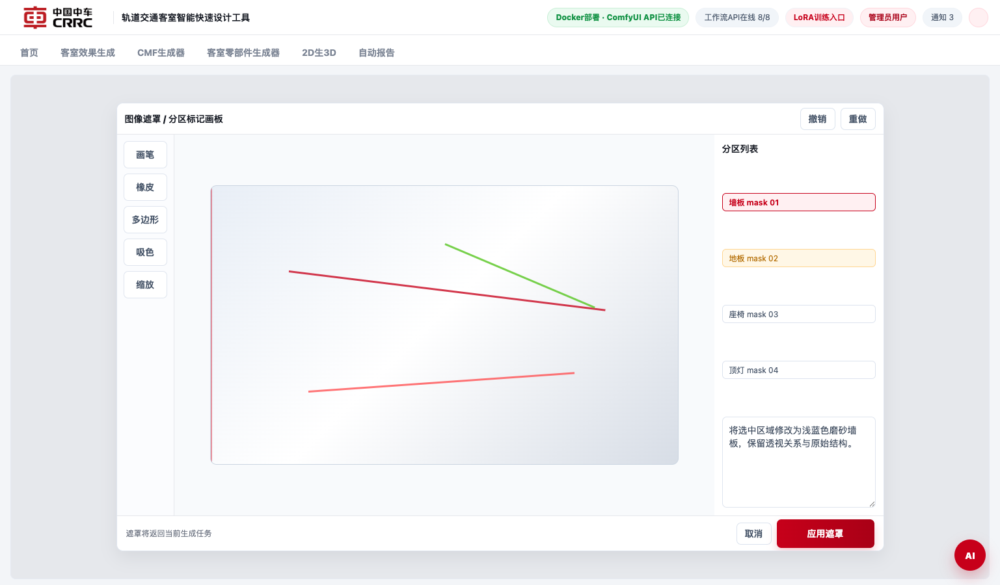 中国中车
CRRC
轨道交通客室智能快速设计工具
Docker部署 · ComfyUI API已连接
工作流API在线 8/8
LoRA训练入口
管理员用户
通知 3
首页
客室效果生成
CMF生成器
客室零部件生成器
2D生3D
自动报告
图像遮罩 / 分区标记画板
撤销
重做
画笔
橡皮
多边形
吸色
缩放
分区列表
墙板 mask 01
地板 mask 02
座椅 mask 03
顶灯 mask 04
将选中区域修改为浅蓝色磨砂墙
板，保留透视关系与原始结构。
遮罩将返回当前生成任务
取消
应用遮罩
AI